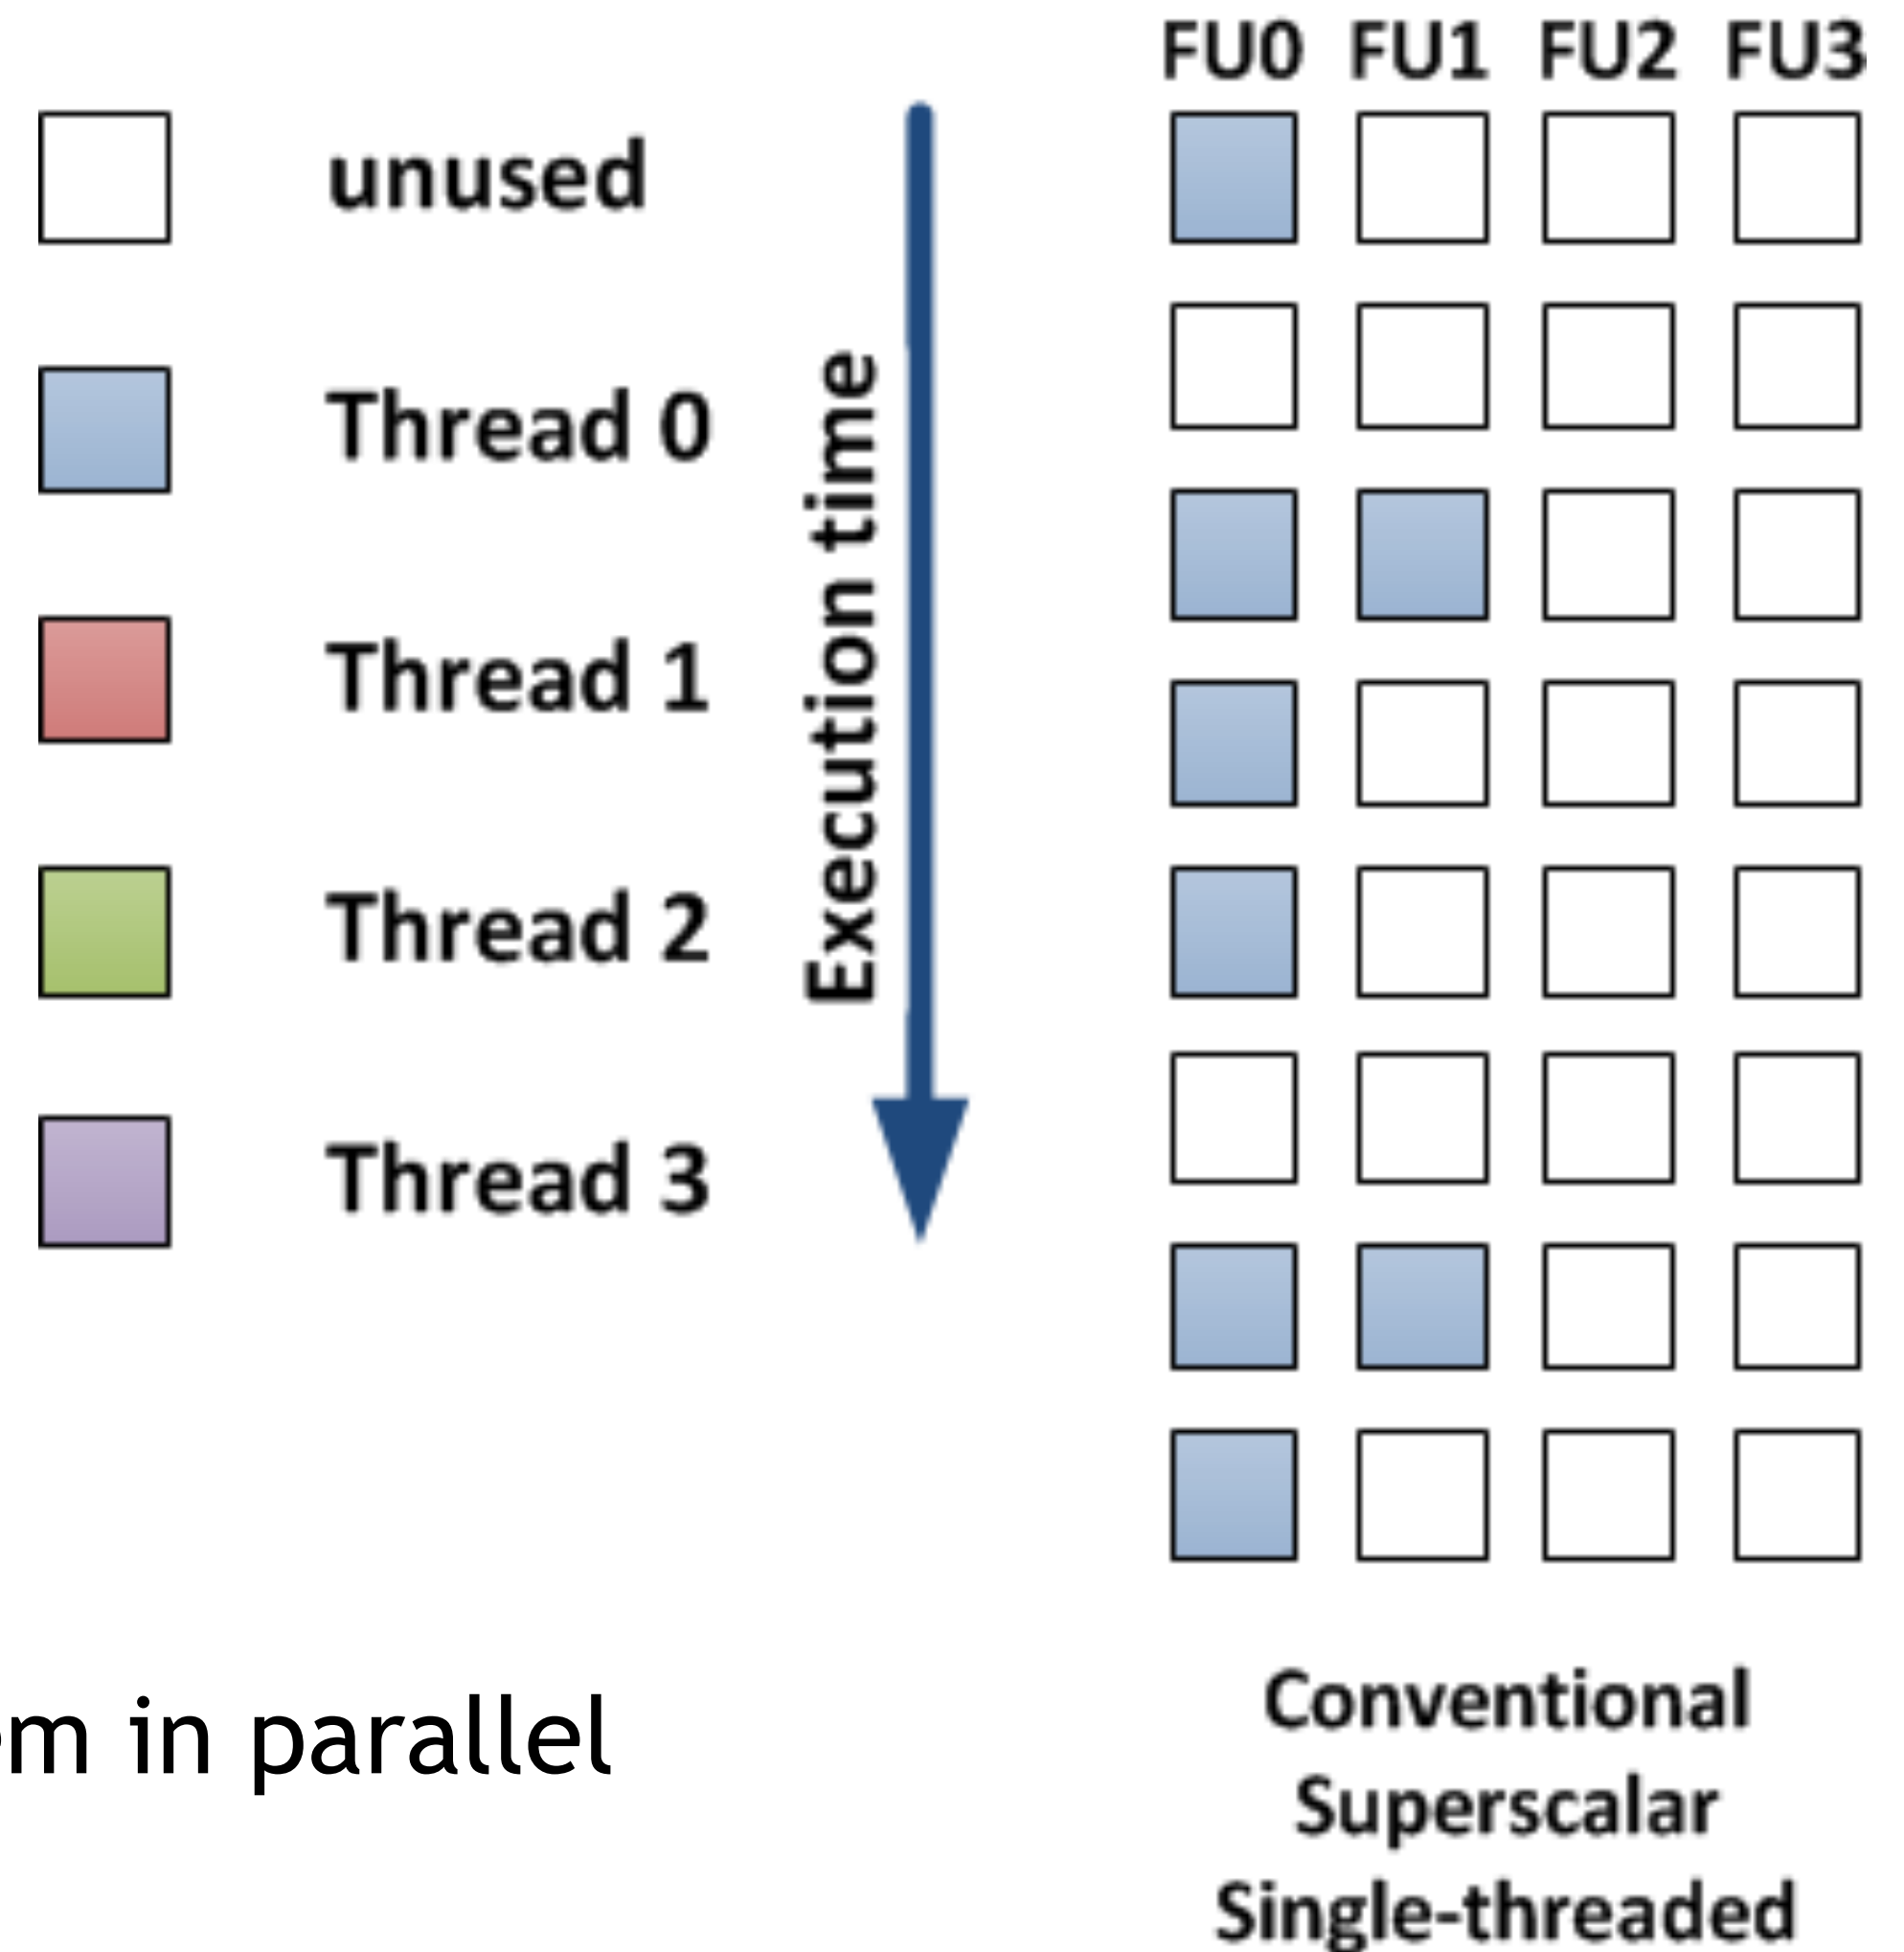 FU0 FU1 FU2 FU3
unused
Thread 0
Thread 1
Thread 2
Thread 3
Execution time
in parallel
Conventional
Superscalar
Single-threaded